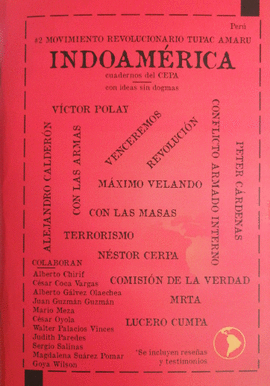 Perú
#2 MOVIMIENTO REVOLUCIONARIO TUPAC AMARU
INDOAMÉRICA
cuadernos del CEPA
con ideas sin dogmas
VÍCTOR POLAY
ALEJANDRO CALDERÓN
CON LAS ARMAS
VENCEREMOS
REVOLUCIÓN
CONFLICTO ARMADO INTERNO
PETER CÁRDENAS
MÁXIMO VELANDO
CON LAS MASAS
TERRORISMO
NÉSTOR CERPA
COLABORAN
Alberto Chirif
César Coca Vargas
Alberto Gálvez Olaechea
Juan Guzmán Guzmán
Mario Meza
César Oyola
Walter Palacios Vinces
Judith Paredes
Sergio Salinas
Magdalena Suárez Pomar
Goya Wilson
COMISIÓN DE LA VERDAD
MRTA
LUCERO CUMPA
*Se incluyen reseñas
y testimonios